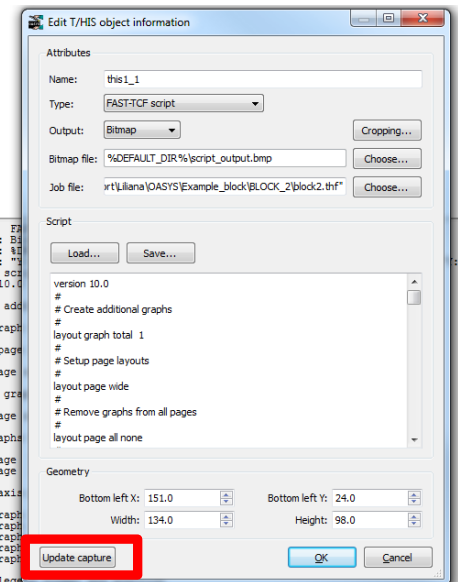 Edit T/HIS object information
Attributes
Name: this1_1
Type: FAST-TCF script
Output: Bitmap Cropping...
Bitmap file: %DEFAULT_DIR%\script_output.bmp Choose...
Job file: ort\Liliana\OASYS\Example_block\BLOCK_2\block2.thf" Choose...
Script
Load... Save...
version 10.0
#
# Create additional graphs
#
layout graph total 1
#
# Setup page layouts
#
layout page wide
#
# Remove graphs from all pages
#
layout page all none
Geometry
Bottom left X: 151.0 Bottom left Y: 24.0
Width: 134.0 Height: 98.0
Update capture OK Cancel